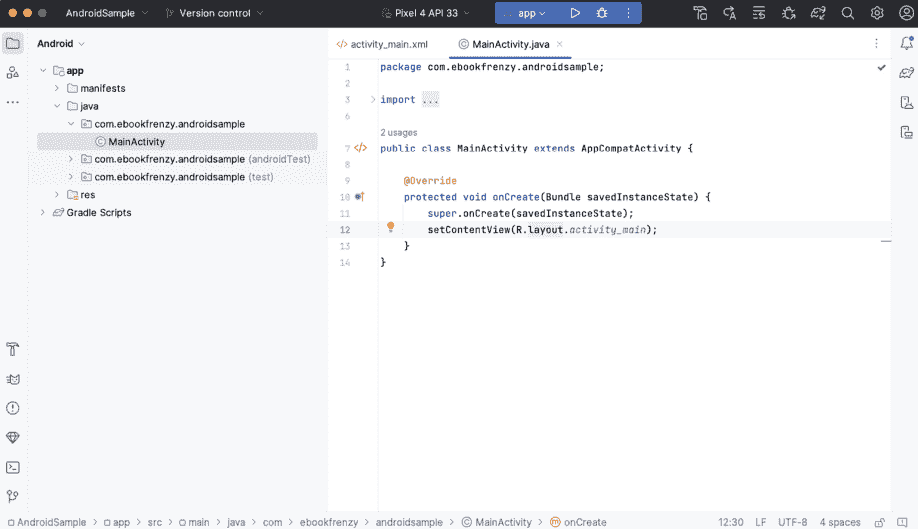 AndroidSample Version control Pixel 4 API 33 app
Android
app
manifests
java
com.ebookfrenzy.androidsample
MainActivity
com.ebookfrenzy.androidsample (androidTest)
com.ebookfrenzy.androidsample (test)
res
Gradle Scripts
activity_main.xml MainActivity.java
1 package com.ebookfrenzy.androidsample;
2
3 import ...
6
2 usages
7 public class MainActivity extends AppCompatActivity {
8
9 @Override
10 protected void onCreate(Bundle savedInstanceState) {
11 super.onCreate(savedInstanceState);
12 setContentView(R.layout.activity_main);
13 }
14 }
AndroidSample > app > src > main > java > com > ebookfrenzy > androidsample > MainActivity > onCreate 12:30 LF UTF-8 4 spaces